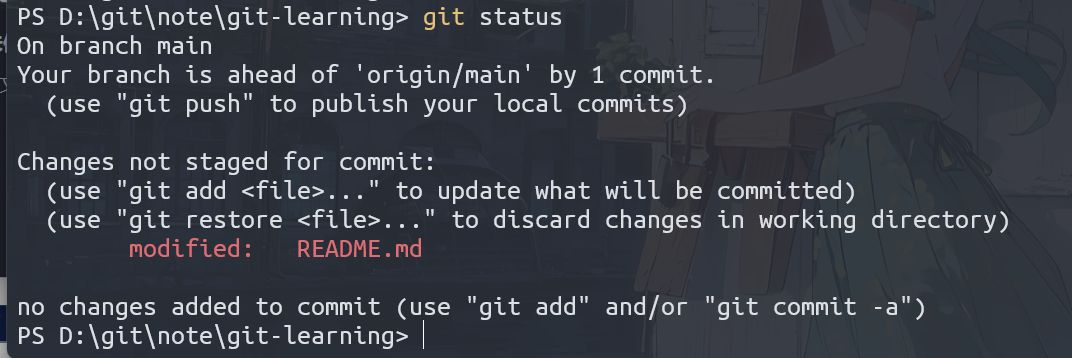 PS D:\git\note\git-learning> git status
On branch main
Your branch is ahead of 'origin/main' by 1 commit.
  (use "git push" to publish your local commits)

Changes not staged for commit:
  (use "git add <file>..." to update what will be committed)
  (use "git restore <file>..." to discard changes in working directory)
        modified:   README.md

no changes added to commit (use "git add" and/or "git commit -a")
PS D:\git\note\git-learning>